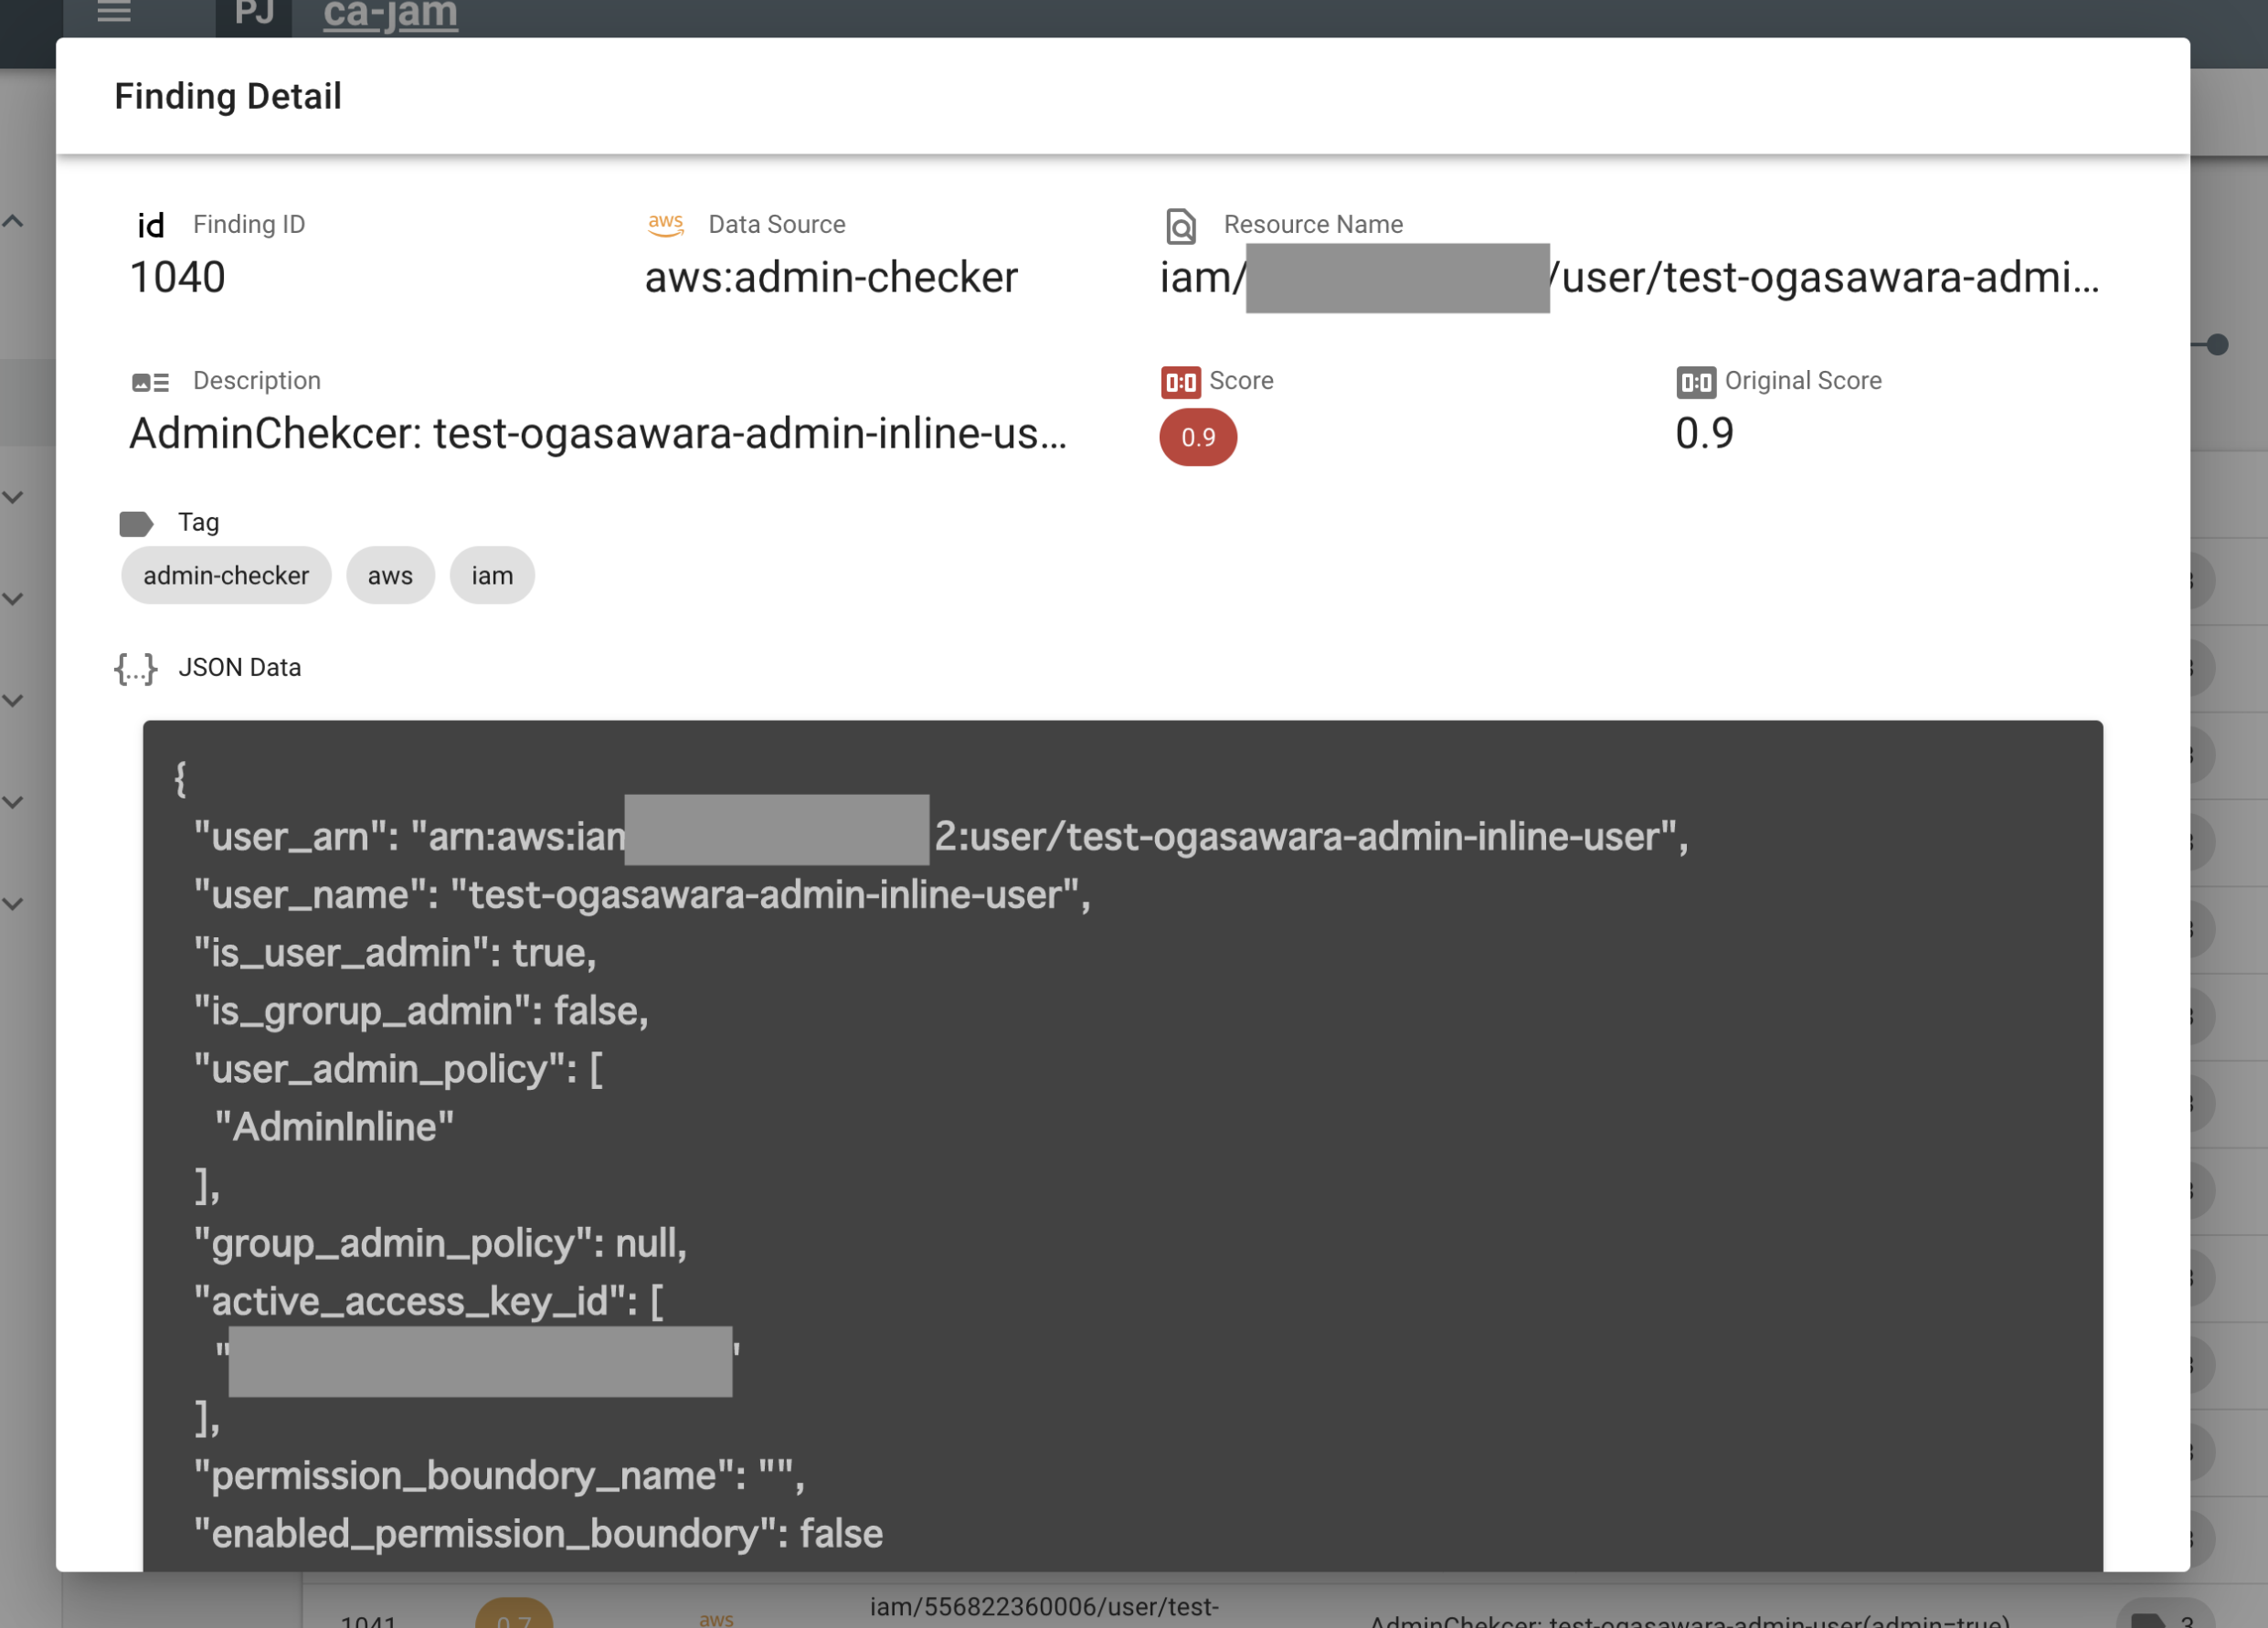 PJ ca-jam
Finding Detail
id Finding ID
1040
aws Data Source
aws:admin-checker
Resource Name
iam/ /user/test-ogasawara-admi...
Description
AdminChekcer: test-ogasawara-admin-inline-us...
Score
0.9
Original Score
0.9
Tag
admin-checker aws iam
{...} JSON Data
{
"user_arn": "arn:aws:iam 2:user/test-ogasawara-admin-inline-user",
"user_name": "test-ogasawara-admin-inline-user",
"is_user_admin": true,
"is_grorup_admin": false,
"user_admin_policy": [
"AdminInline"
],
"group_admin_policy": null,
"active_access_key_id": [
" "
],
"permission_boundory_name": "",
"enabled_permission_boundory": false
iam/556822360006/user/test-
1041 0.7 aws AdminChekcer: test-ogasawara-admin-user(admin=true) 3